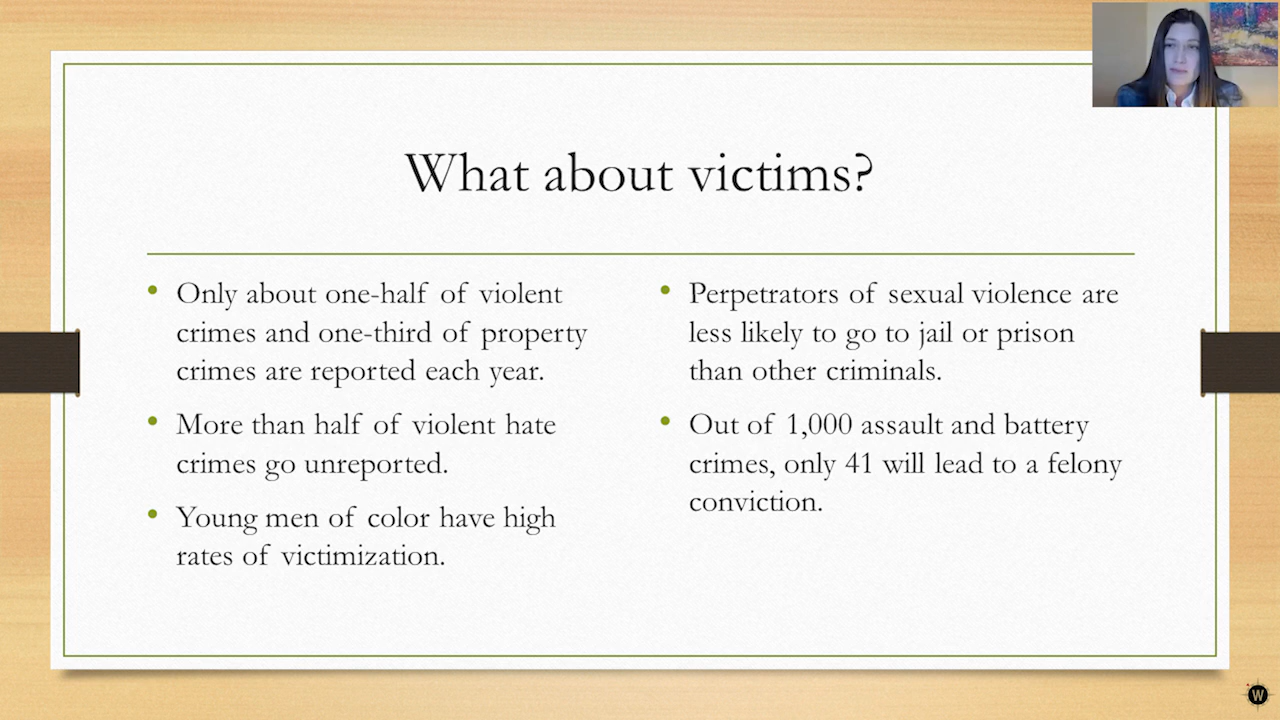 What about victims?
• Only about one-half of violent
crimes and one-third of property
crimes are reported each year.
• More than half of violent hate
crimes go unreported.
• Young men of color have high
rates of victimization.
• Perpetrators of sexual violence are
less likely to go to jail or prison
than other criminals.
• Out of 1,000 assault and battery
crimes, only 41 will lead to a felony
conviction.
W